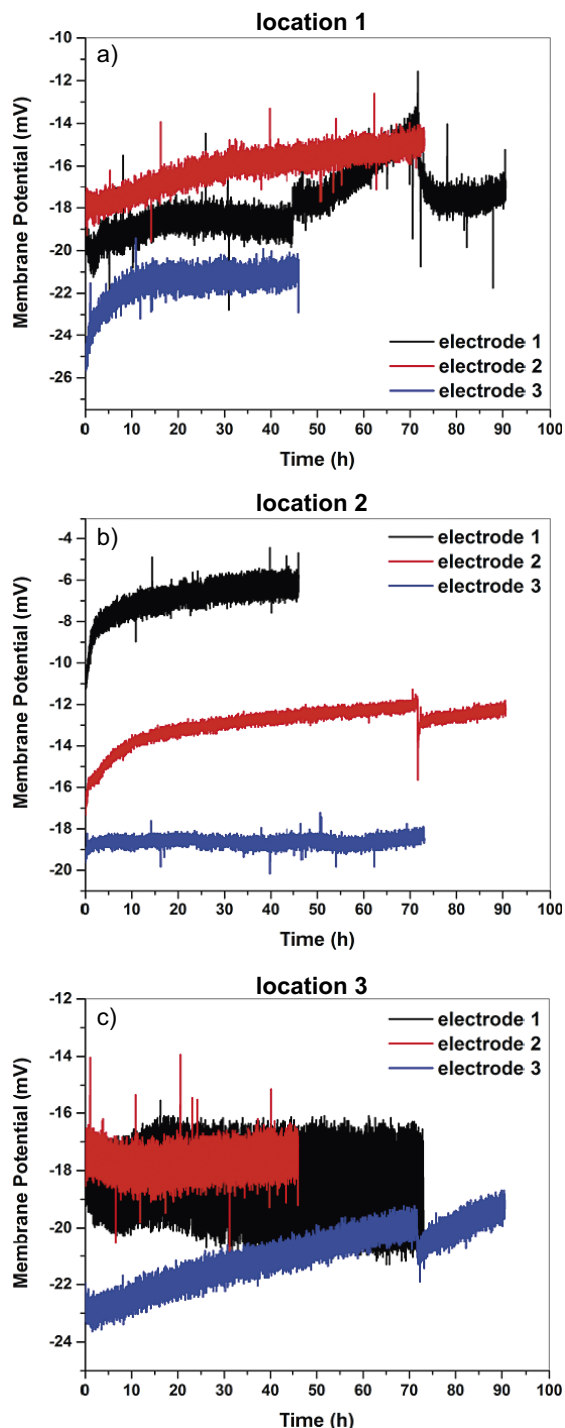 location 1
a)
-10
-12
-14
-16
-18
-20
-22
-24
-26
Membrane Potential (mV)
electrode 1
electrode 2
electrode 3
0 10 20 30 40 50 60 70 80 90 100
Time (h)
location 2
b)
-4
-6
-8
-10
-12
-14
-16
-18
-20
Membrane Potential (mV)
electrode 1
electrode 2
electrode 3
0 10 20 30 40 50 60 70 80 90 100
Time (h)
location 3
c)
-12
-14
-16
-18
-20
-22
-24
Membrane Potential (mV)
electrode 1
electrode 2
electrode 3
0 10 20 30 40 50 60 70 80 90 100
Time (h)